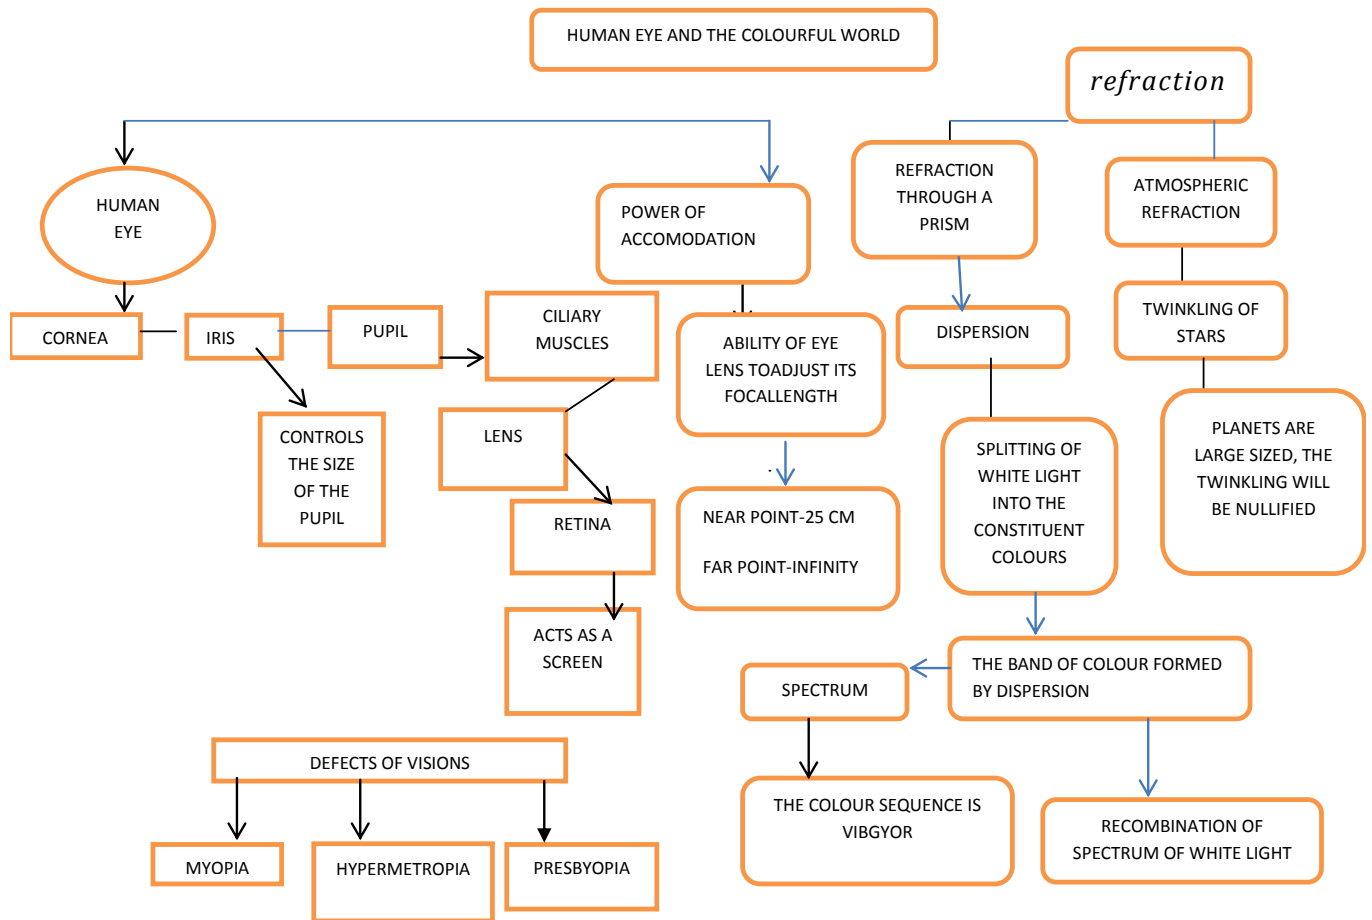 HUMAN EYE AND THE COLOURFUL WORLD
refraction
HUMAN
EYE
POWER OF
ACCOMODATION
REFRACTION
THROUGH A
PRISM
ATMOSPHERIC
REFRACTION
CORNEA
IRIS
PUPIL
CILIARY
MUSCLES
ABILITY OF EYE
LENS TOADJUST ITS
FOCALLENGTH
DISPERSION
TWINKLING OF
STARS
CONTROLS
THE SIZE
OF THE
PUPIL
LENS
RETINA
ACTS AS A
SCREEN
NEAR POINT-25 CM
FAR POINT-INFINITY
SPLITTING OF
WHITE LIGHT
INTO THE
CONSTITUENT
COLOURS
PLANETS ARE
LARGE SIZED, THE
TWINKLING WILL
BE NULLIFIED
SPECTRUM
THE BAND OF COLOUR FORMED
BY DISPERSION
THE COLOUR SEQUENCE IS
VIBGYOR
RECOMBINATION OF
SPECTRUM OF WHITE LIGHT
DEFECTS OF VISIONS
MYOPIA
HYPERMETROPIA
PRESBYOPIA